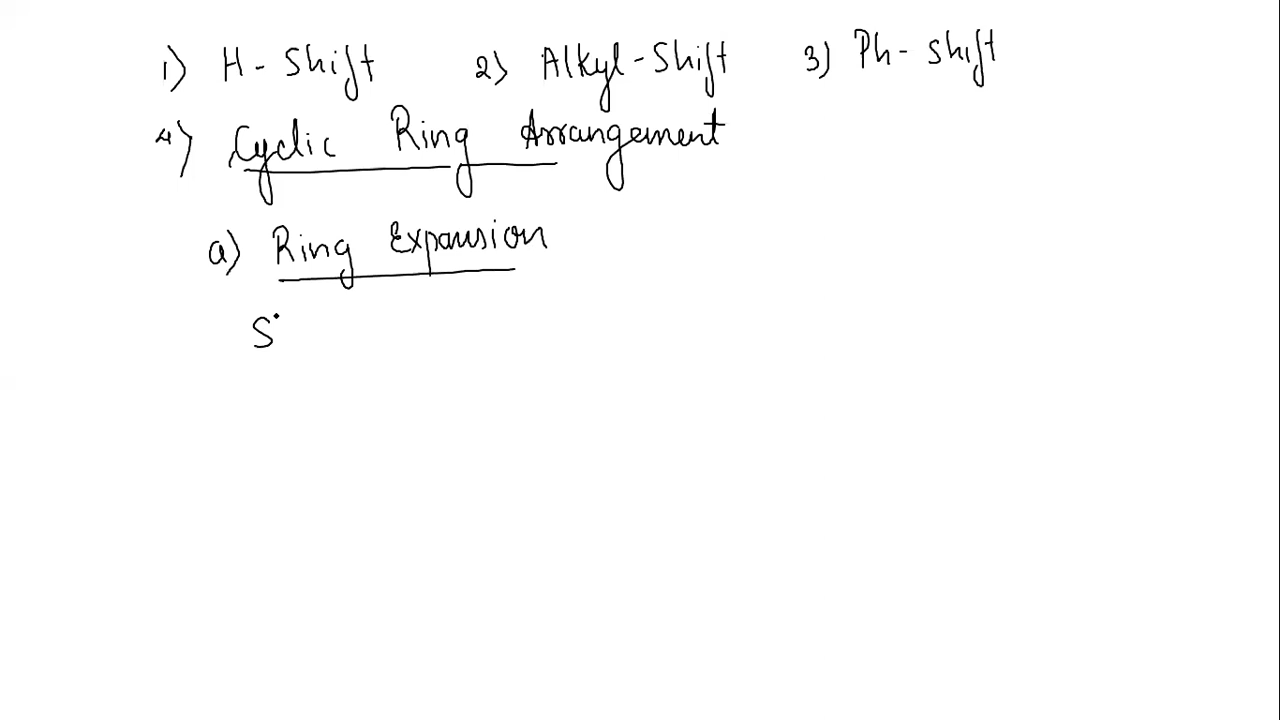 1) H - Shift 2) Alkyl - Shift 3) Ph - Shift
4) Cyclic Ring Arrangement
a) Ring Expansion
S